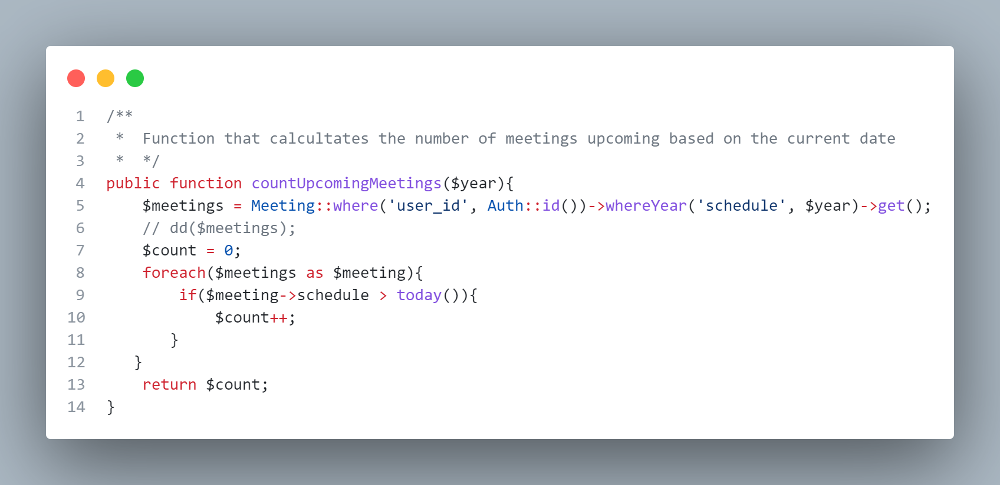 1 /**
2  *  Function that calcultates the number of meetings upcoming based on the current date
3  *  */
4 public function countUpcomingMeetings($year){
5     $meetings = Meeting::where('user_id', Auth::id())->whereYear('schedule', $year)->get();
6     // dd($meetings);
7     $count = 0;
8     foreach($meetings as $meeting){
9         if($meeting->schedule > today()){
10             $count++;
11        }
12    }
13     return $count;
14 }